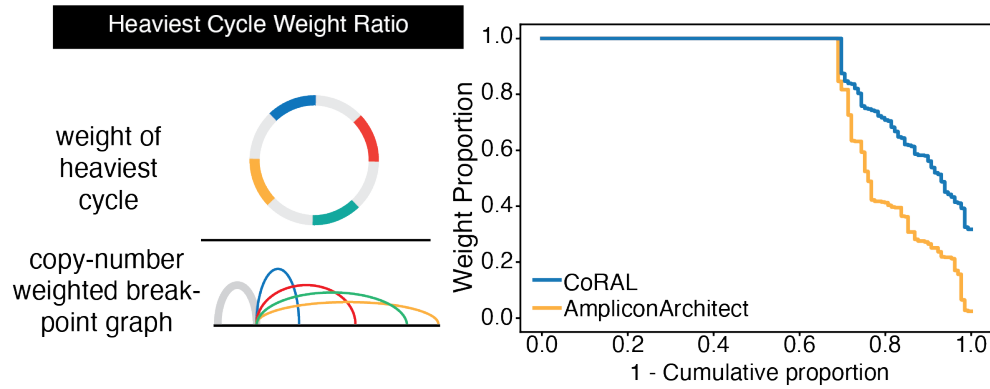 Heaviest Cycle Weight Ratio
weight of
heaviest
cycle
copy-number
weighted break-
point graph
Weight Proportion
1.0
0.8
0.6
0.4
0.2
0.0
CoRAL
AmpliconArchitect
0.0 0.2 0.4 0.6 0.8 1.0
1 - Cumulative proportion